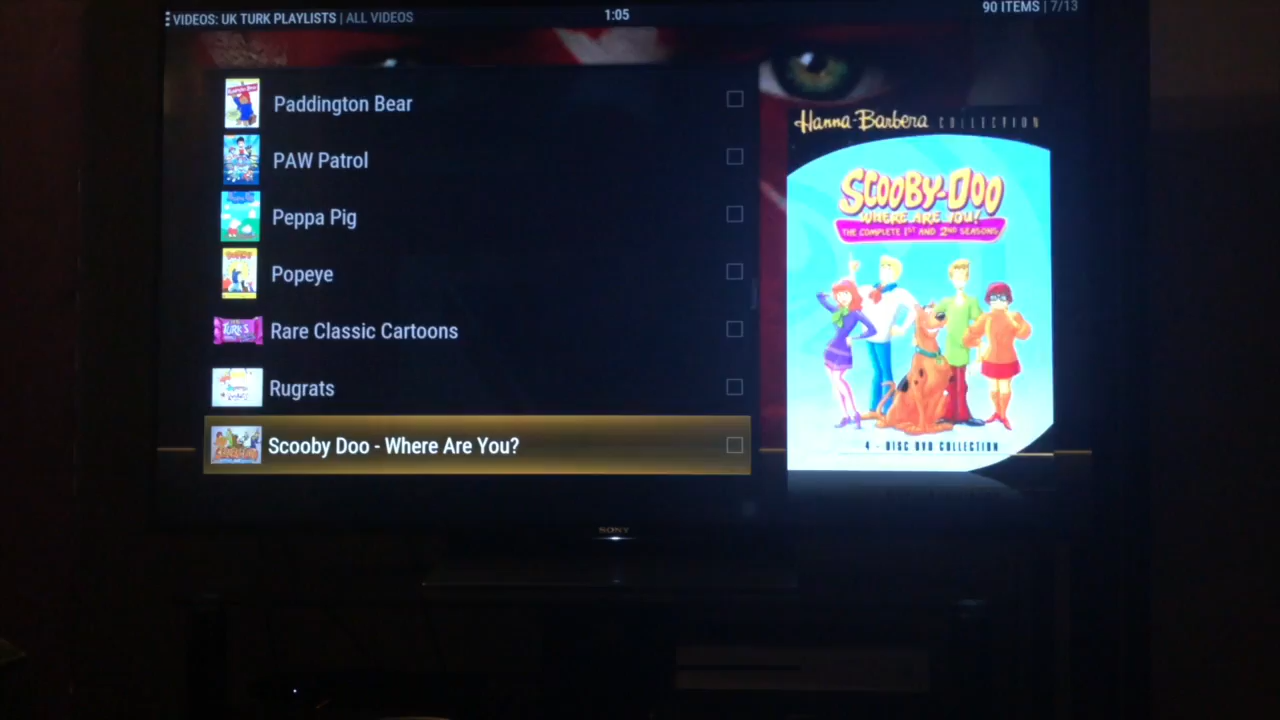 VIDEOS: UK TURK PLAYLISTS | ALL VIDEOS
1:05
90 ITEMS | 7/13
Paddington Bear
PAW Patrol
Peppa Pig
Popeye
Rare Classic Cartoons
Rugrats
Scooby Doo - Where Are You?
Hanna-Barbera COLLECTION
SCOOBY-DOO
WHERE ARE YOU!
THE COMPLETE 1ST AND 2ND SEASONS
4 - DISC DVD COLLECTION
TURK'S
SONY